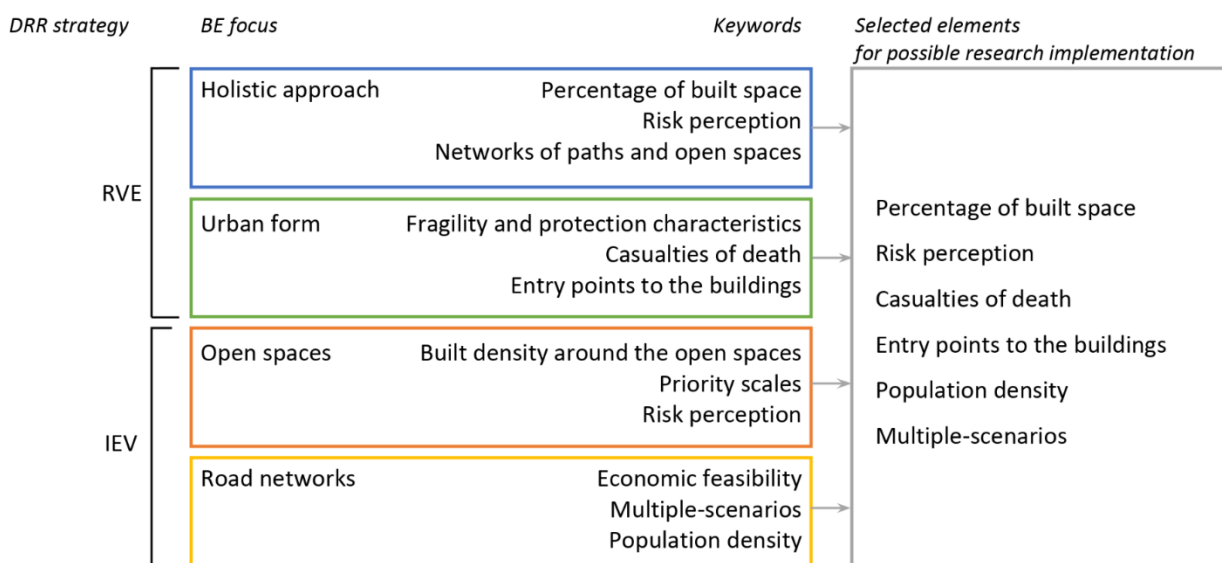 DRR strategy
BE focus
Keywords
Selected elements
for possible research implementation
RVE
Holistic approach
Percentage of built space
Risk perception
Networks of paths and open spaces
Urban form
Fragility and protection characteristics
Casualties of death
Entry points to the buildings
IEV
Open spaces
Built density around the open spaces
Priority scales
Risk perception
Road networks
Economic feasibility
Multiple-scenarios
Population density
Percentage of built space
Risk perception
Casualties of death
Entry points to the buildings
Population density
Multiple-scenarios